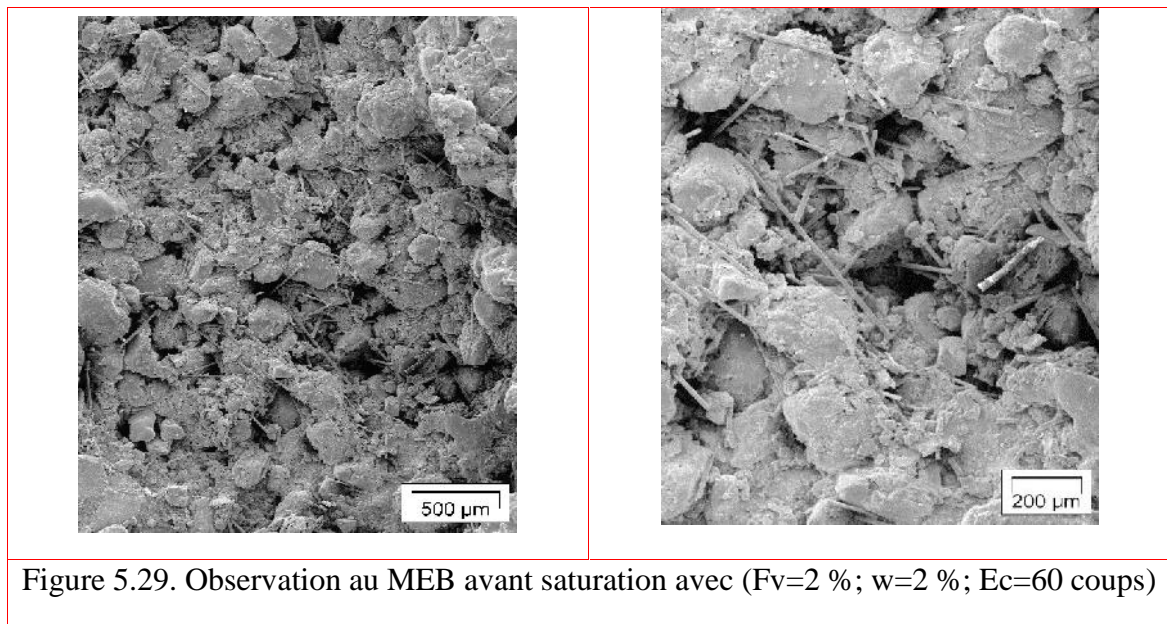 500 µm
200 µm
Figure 5.29. Observation au MEB avant saturation avec (Fv=2 %; w=2 %; Ec=60 coups)